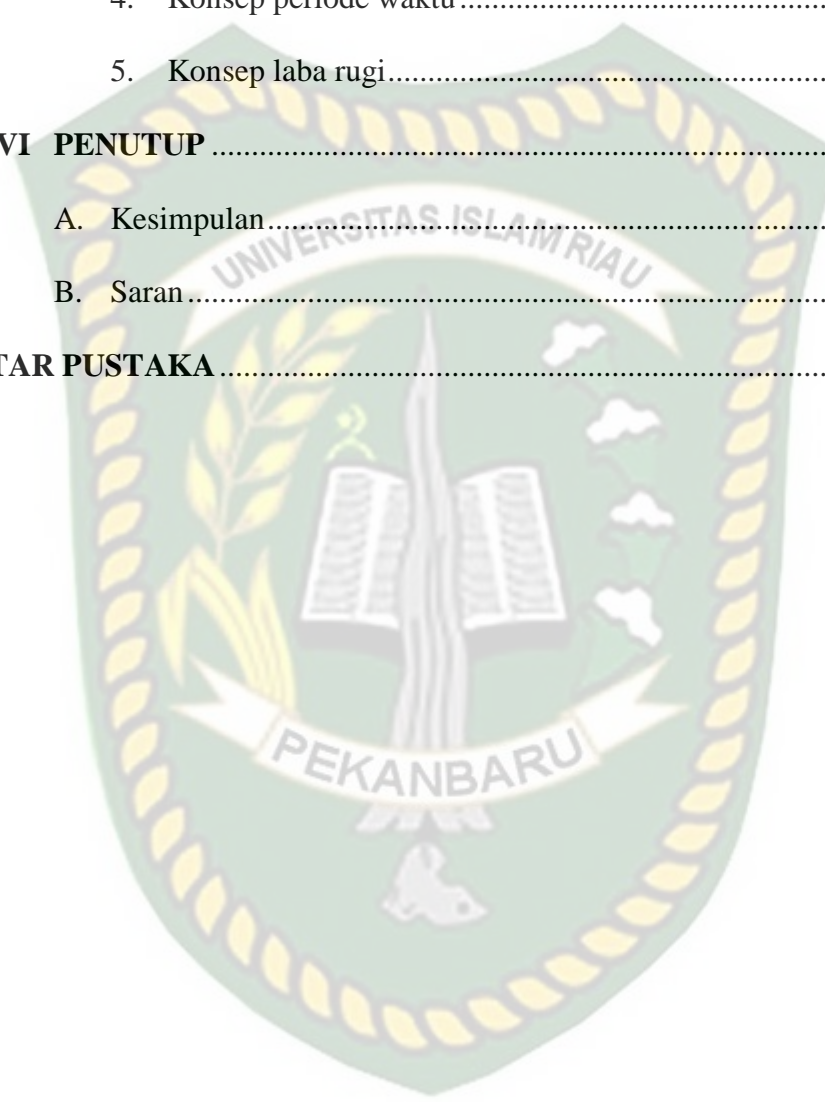 4. Konsep periode waktu........................................................
5. Konsep laba rugi.................................................................
VI PENUTUP ..............................................................................
A. Kesimpulan.........................................................................
UNIVERSITAS ISLAM RIAU
B. Saran ...................................................................................
TAR PUSTAKA.............................................................................
PEKANBARU